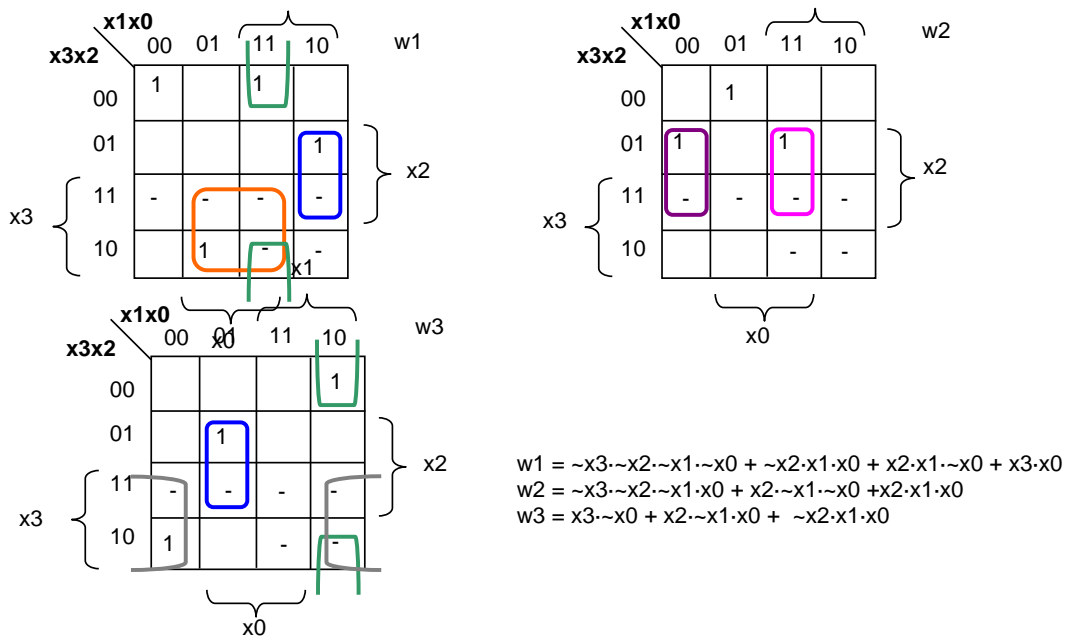 x1x0
00 01 11 10 w1
x3x2
00 1 1
01 1
x2
11 - - - -
x3
10 1 - -
x1
x0
x1x0
00 01 11 10 w2
x3x2
00 1
01 1 1
x2
11 - - - -
x3
10 - -
x0
x1x0
00 01 11 10 w3
x3x2
00 1
01 1
x2
11 - - - -
x3
10 1 - -
x0
w1 = ~x3·~x2·~x1·~x0 + ~x2·x1·x0 + x2·x1·~x0 + x3·x0
w2 = ~x3·~x2·~x1·x0 + x2·~x1·~x0 +x2·x1·x0
w3 = x3·~x0 + x2·~x1·x0 + ~x2·x1·x0